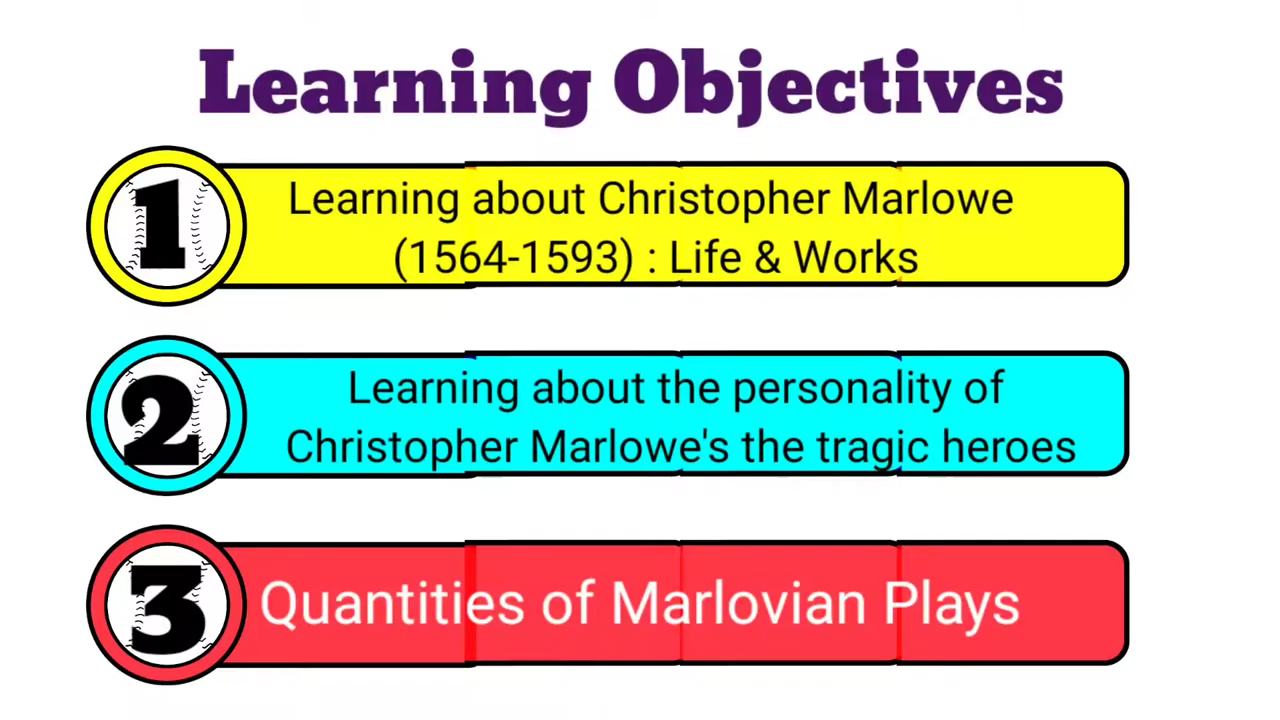 Learning Objectives
1
Learning about Christopher Marlowe
(1564-1593) : Life & Works
2
Learning about the personality of
Christopher Marlowe's the tragic heroes
3
Quantities of Marlovian Plays